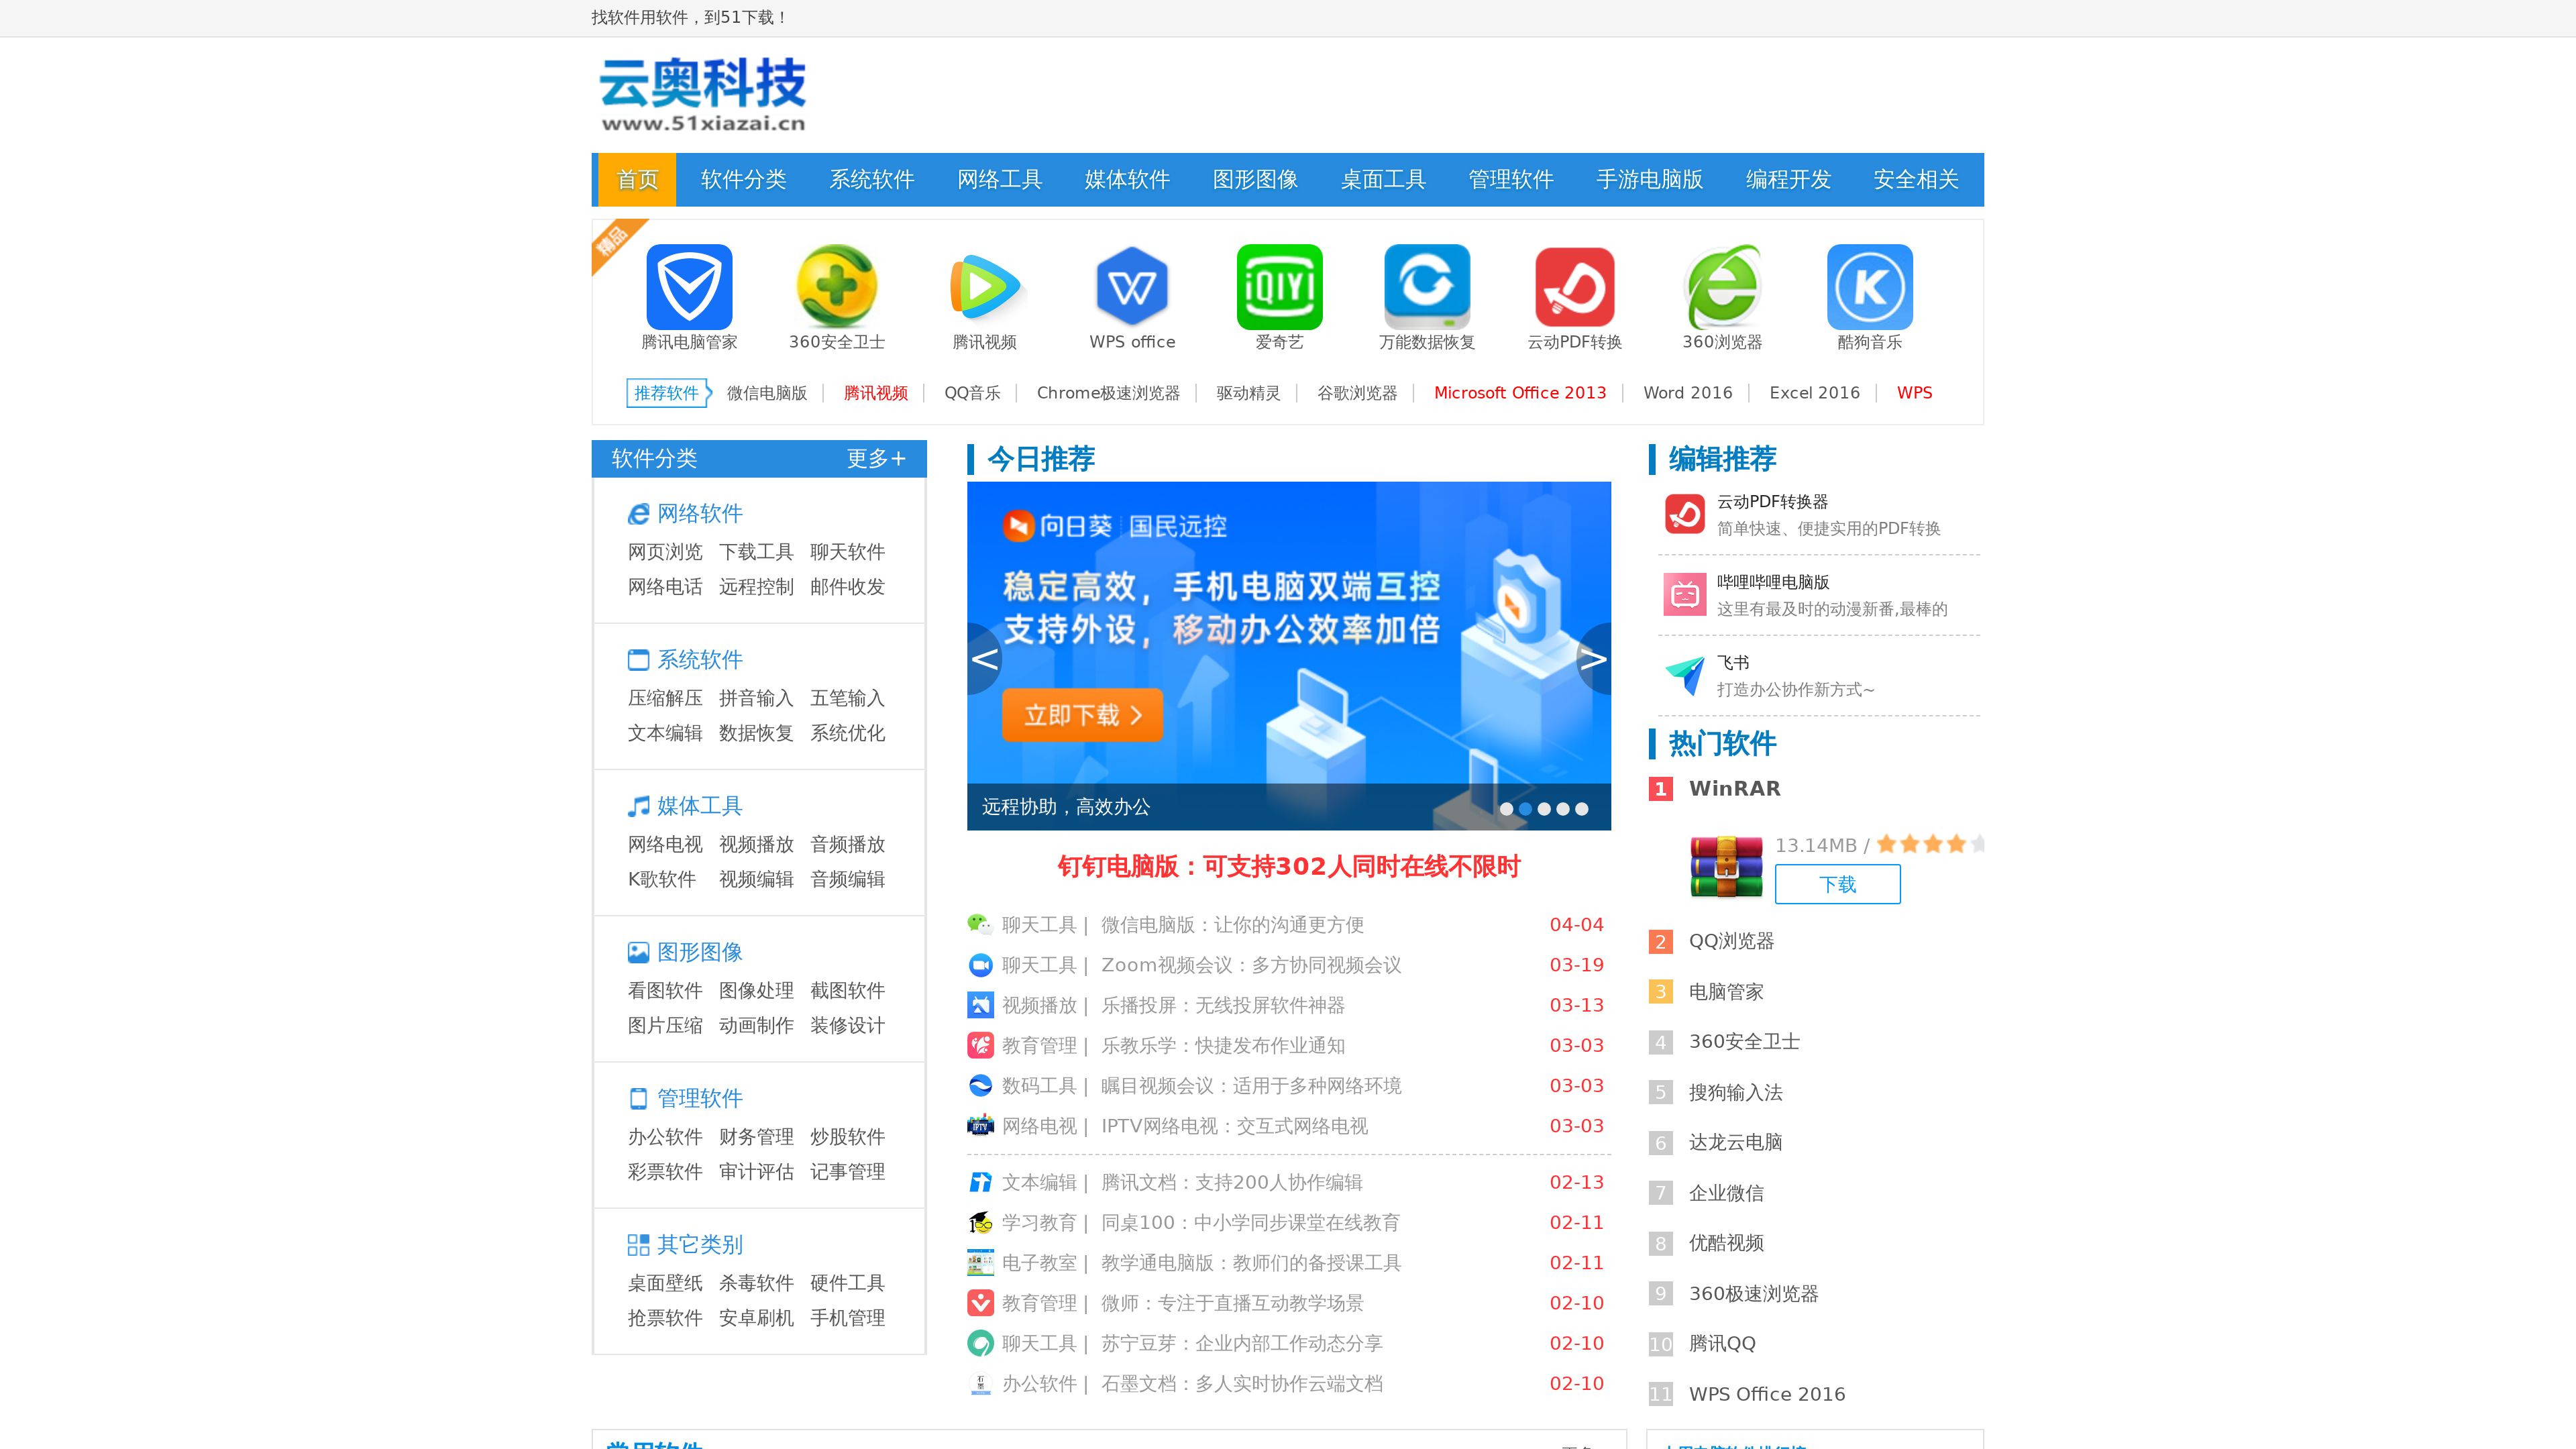 找软件用软件，到51下载！
云奥科技
www.51xiazai.cn
首页 软件分类 系统软件 网络工具 媒体软件 图形图像 桌面工具 管理软件 手游电脑版 编程开发 安全相关
精品
iQIYI
腾讯电脑管家 360安全卫士 腾讯视频 WPS office 爱奇艺 万能数据恢复 云动PDF转换 360浏览器 酷狗音乐
推荐软件 微信电脑版 腾讯视频 QQ音乐 Chrome极速浏览器 驱动精灵 谷歌浏览器 Microsoft Office 2013 Word 2016 Excel 2016 WPS
软件分类 更多+
网络软件
网页浏览 下载工具 聊天软件
网络电话 远程控制 邮件收发
系统软件
压缩解压 拼音输入 五笔输入
文本编辑 数据恢复 系统优化
媒体工具
网络电视 视频播放 音频播放
K歌软件 视频编辑 音频编辑
图形图像
看图软件 图像处理 截图软件
图片压缩 动画制作 装修设计
管理软件
办公软件 财务管理 炒股软件
彩票软件 审计评估 记事管理
其它类别
桌面壁纸 杀毒软件 硬件工具
抢票软件 安卓刷机 手机管理
今日推荐
向日葵 国民远控
稳定高效，手机电脑双端互控
支持外设，移动办公效率加倍
< >
立即下载 >
远程协助，高效办公
钉钉电脑版：可支持302人同时在线不限时
聊天工具 | 微信电脑版：让你的沟通更方便 04-04
聊天工具 | Zoom视频会议：多方协同视频会议 03-19
视频播放 | 乐播投屏：无线投屏软件神器 03-13
教育管理 | 乐教乐学：快捷发布作业通知 03-03
数码工具 | 瞩目视频会议：适用于多种网络环境 03-03
网络电视 | IPTV网络电视：交互式网络电视 03-03
文本编辑 | 腾讯文档：支持200人协作编辑 02-13
学习教育 | 同桌100：中小学同步课堂在线教育 02-11
电子教室 | 教学通电脑版：教师们的备授课工具 02-11
教育管理 | 微师：专注于直播互动教学场景 02-10
聊天工具 | 苏宁豆芽：企业内部工作动态分享 02-10
办公软件 | 石墨文档：多人实时协作云端文档 02-10
编辑推荐
云动PDF转换器
简单快速、便捷实用的PDF转换
哔哩哔哩电脑版
这里有最及时的动漫新番,最棒的
飞书
打造办公协作新方式~
热门软件
1 WinRAR
13.14MB /
下载
2 QQ浏览器
3 电脑管家
4 360安全卫士
5 搜狗输入法
6 达龙云电脑
7 企业微信
8 优酷视频
9 360极速浏览器
10 腾讯QQ
11 WPS Office 2016